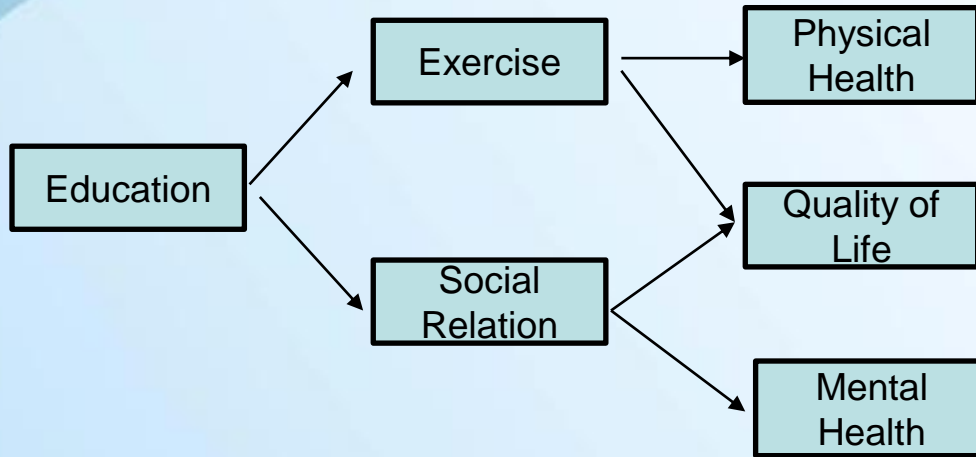 Education
Exercise
Social
Relation
Physical
Health
Quality of
Life
Mental
Health